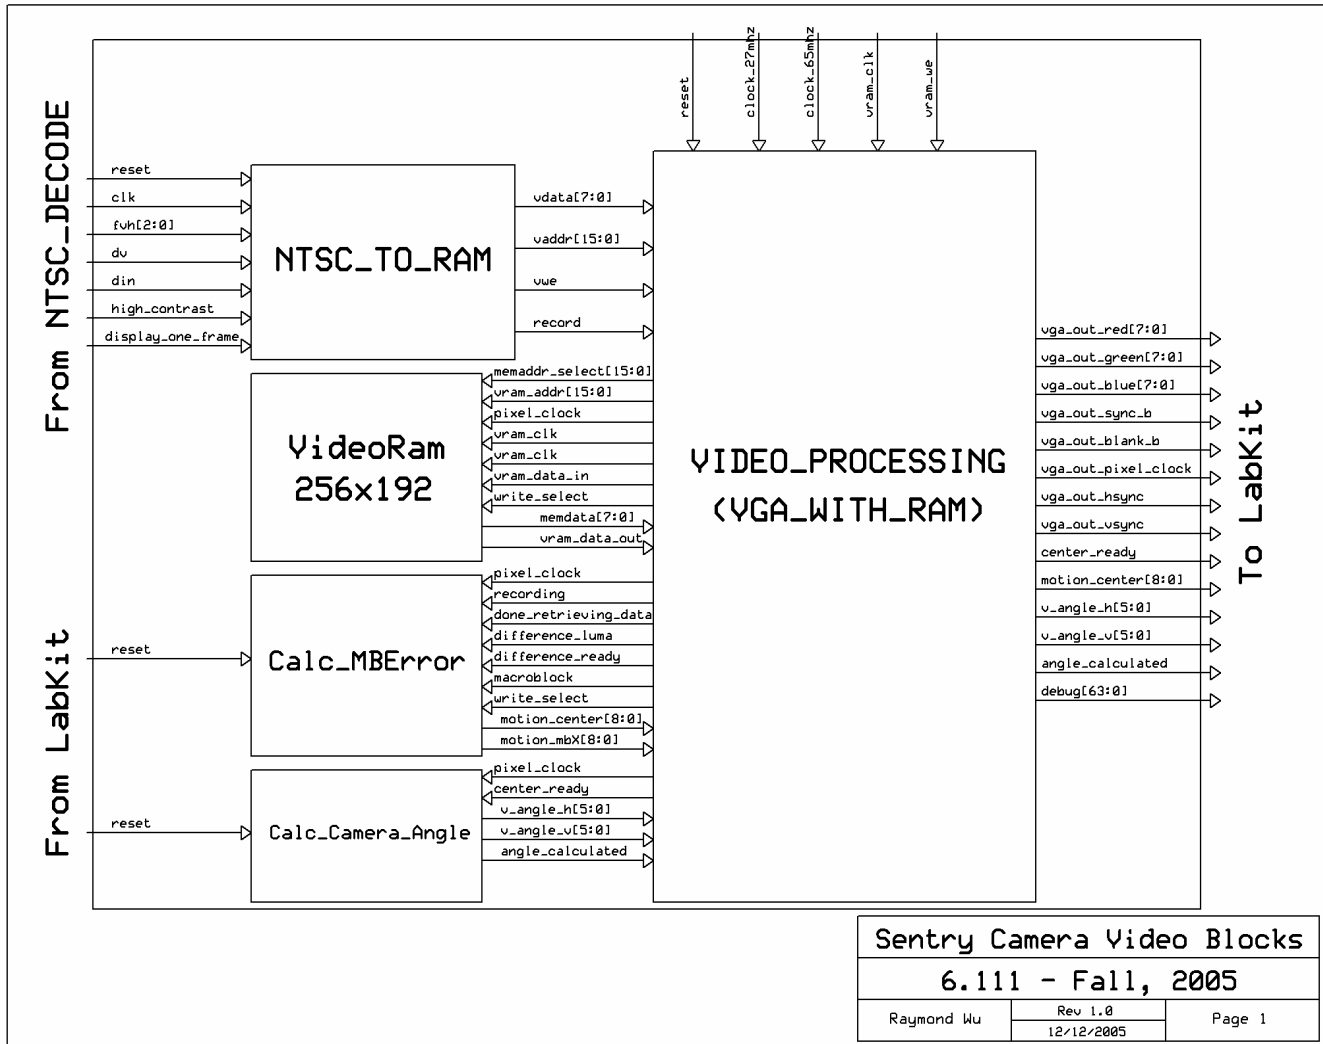 reset
clock_27mhz
clock_65mhz
vram_clk
vram_we
From NTSC_DECODE
reset
clk
fvh[2:0]
dv
din
high_contrast
display_one_frame
NTSC_TO_RAM
vdata[7:0]
vaddr[15:0]
vwe
record
memaddr_select[15:0]
vram_addr[15:0]
pixel_clock
vram_clk
vram_clk
vram_data_in
write_select
memdata[7:0]
vram_data_out
VideoRam
256x192
VIDEO_PROCESSING
(VGA_WITH_RAM)
vga_out_red[7:0]
vga_out_green[7:0]
vga_out_blue[7:0]
vga_out_sync_b
vga_out_blank_b
vga_out_pixel_clock
vga_out_hsync
vga_out_vsync
center_ready
motion_center[8:0]
v_angle_h[5:0]
v_angle_v[5:0]
angle_calculated
debug[63:0]
To LabKit
From LabKit
reset
Calc_MBError
pixel_clock
recording
done_retrieving_data
difference_luma
difference_ready
macroblock
write_select
motion_center[8:0]
motion_mbX[8:0]
reset
Calc_Camera_Angle
pixel_clock
center_ready
v_angle_h[5:0]
v_angle_v[5:0]
angle_calculated
Sentry Camera Video Blocks
6.111 - Fall, 2005
Raymond Wu
Rev 1.0
12/12/2005
Page 1